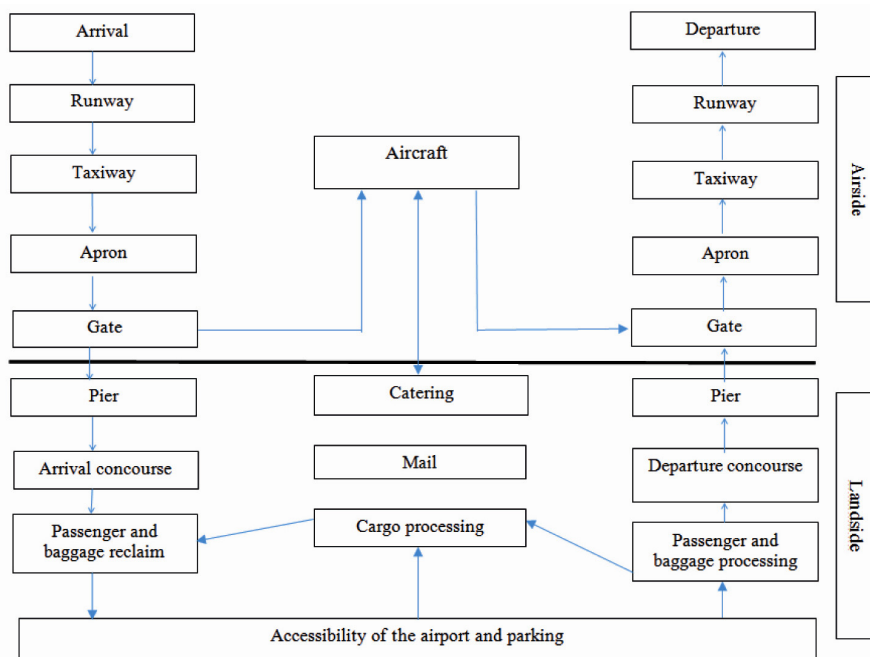 Arrival
Departure
Runway
Runway
Aircraft
Taxiway
Taxiway
Apron
Apron
Gate
Gate
Airside
Pier
Catering
Pier
Arrival concourse
Mail
Departure concourse
Passenger and
baggage reclaim
Cargo processing
Passenger and
baggage processing
Landside
Accessibility of the airport and parking